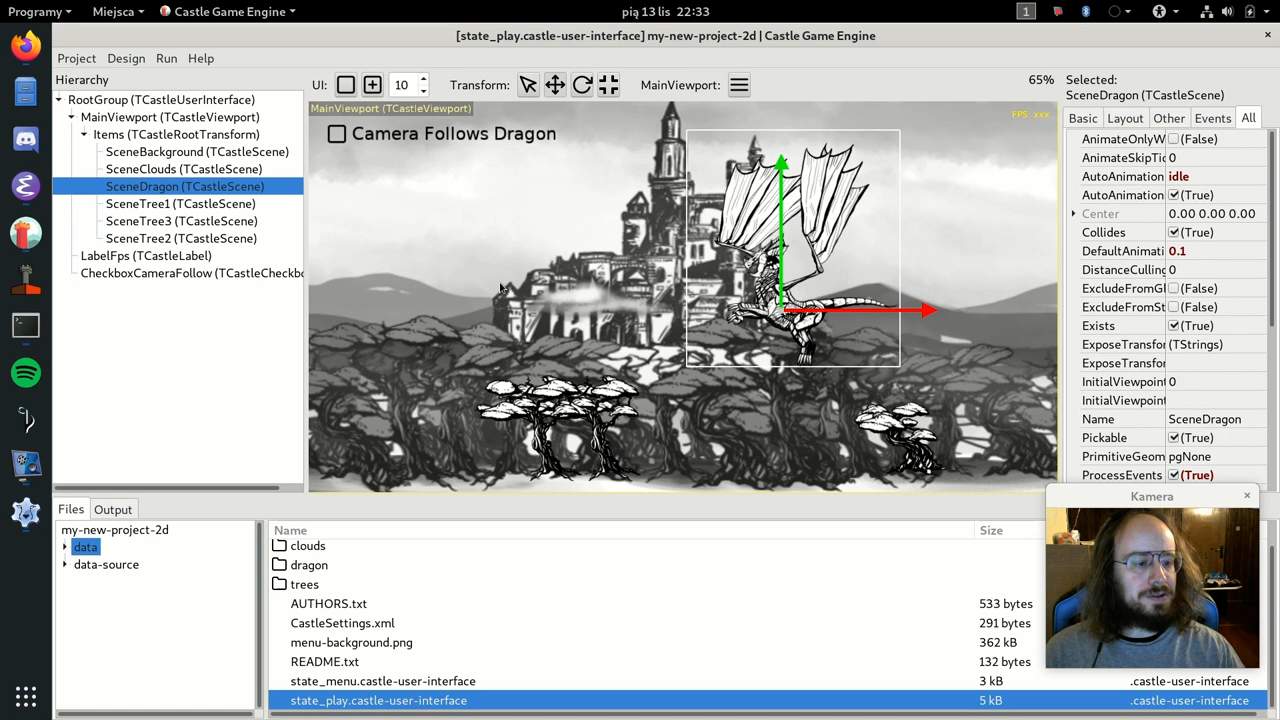 Programy
Miejsca
Castle Game Engine
pią 13 lis  22:33
1
[state_play.castle-user-interface] my-new-project-2d | Castle Game Engine
×
File Design Run Help
Hierarchy
RootGroup (TCastleUserInterface)
MainViewport (TCastleViewport)
Items (TCastleRootTransform)
SceneBackground (TCastleScene)
SceneClouds (TCastleScene)
SceneDragon (TCastleScene)
SceneTree1 (TCastleScene)
SceneTree3 (TCastleScene)
SceneTree2 (TCastleScene)
LabelFps (TCastleLabel)
CheckboxCameraFollow (TCastleCheckbo
UI: 10 Transform: MainViewport: 65%
MainViewport (TCastleViewport)
FPS: xxx
Camera Follows Dragon
Selected:
SceneDragon (TCastleScene)
Basic Layout Other Events All
AnimateOnlyW (False)
AnimateSkipTic 0
AutoAnimation idle
AutoAnimation (True)
Center 0.00 0.00 0.00
Collides (True)
DefaultAnimati 0.1
DistanceCulling 0
ExcludeFromGl (False)
ExcludeFromSt (False)
Exists (True)
ExposeTransfor (TStrings)
ExposeTransfor
InitialViewpoint 0
InitialViewpoint
Name SceneDragon
Pickable (True)
PrimitiveGeom pgNone
ProcessEvents (True)
Files Output
my-new-project-2d
data
data-source
Name Size
clouds
dragon
trees
AUTHORS.txt 533 bytes
CastleSettings.xml 291 bytes
menu-background.png 362 kB
README.txt 132 bytes
state_menu.castle-user-interface 3 kB .castle-user-interface
state_play.castle-user-interface 5 kB .castle-user-interface
Kamera ×